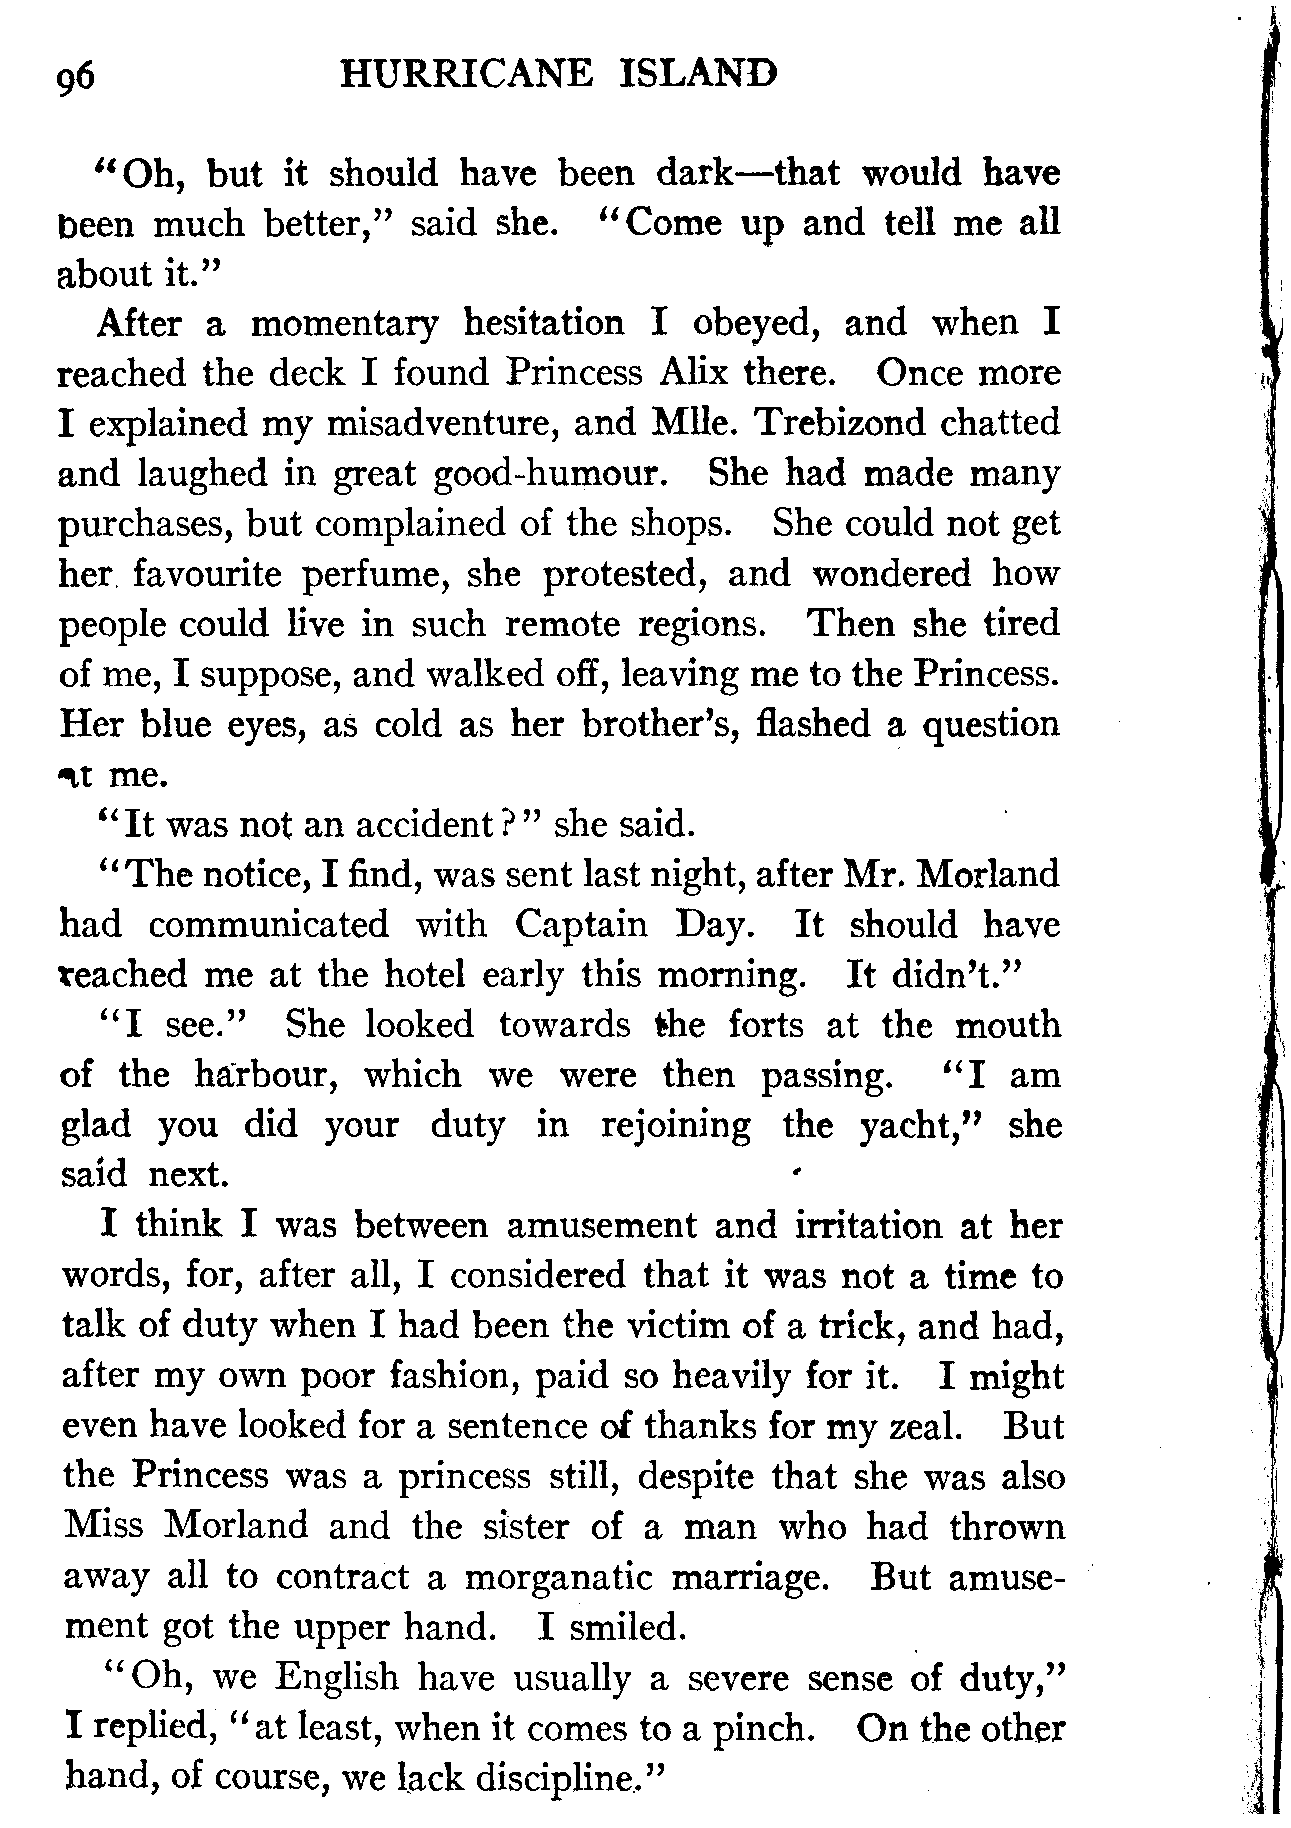 96 HURRICANE ISLAND
"Oh, but it should have been dark—that would have
been much better," said she. "Come up and tell me all
about it."
After a momentary hesitation I obeyed, and when I
reached the deck I found Princess Alix there. Once more
I explained my misadventure, and Mlle. Trebizond chatted
and laughed in great good-humour. She had made many
purchases, but complained of the shops. She could not get
her favourite perfume, she protested, and wondered how
people could live in such remote regions. Then she tired
of me, I suppose, and walked off, leaving me to the Princess.
Her blue eyes, as cold as her brother's, flashed a question
at me.
"It was not an accident?" she said.
"The notice, I find, was sent last night, after Mr. Morland
had communicated with Captain Day. It should have
reached me at the hotel early this morning. It didn't."
"I see." She looked towards the forts at the mouth
of the harbour, which we were then passing. "I am
glad you did your duty in rejoining the yacht," she
said next.
I think I was between amusement and irritation at her
words, for, after all, I considered that it was not a time to
talk of duty when I had been the victim of a trick, and had,
after my own poor fashion, paid so heavily for it. I might
even have looked for a sentence of thanks for my zeal. But
the Princess was a princess still, despite that she was also
Miss Morland and the sister of a man who had thrown
away all to contract a morganatic marriage. But amuse-
ment got the upper hand. I smiled.
"Oh, we English have usually a severe sense of duty,"
I replied, "at least, when it comes to a pinch. On the other
hand, of course, we lack discipline."